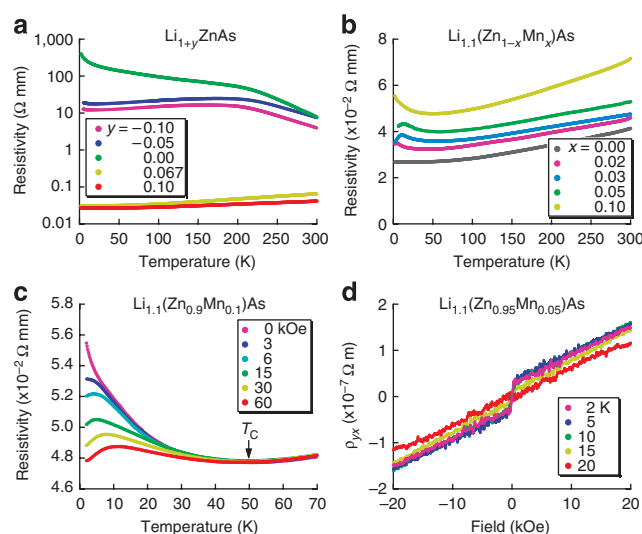 a
Li1+yZnAs
Resistivity (Ω mm)
1,000
100
10
1
0.1
0.01
y = −0.10
−0.05
0.00
0.067
0.10
0 50 100 150 200 250 300
Temperature (K)
b
Li1.1(Zn1−xMnx)As
Resistivity (x10−2 Ω mm)
8
6
4
2
0
x = 0.00
0.02
0.03
0.05
0.10
0 50 100 150 200 250 300
Temperature (K)
c
Li1.1(Zn0.9Mn0.1)As
Resistivity (x10−2 Ω mm)
5.8
5.6
5.4
5.2
5.0
4.8
4.6
0 kOe
3
6
15
30
60
TC
0 10 20 30 40 50 60 70
Temperature (K)
d
Li1.1(Zn0.95Mn0.05)As
ρyx (x10−7 Ω m)
2
1
0
−1
−2
2 K
5
10
15
20
−20 −10 0 10 20
Field (kOe)